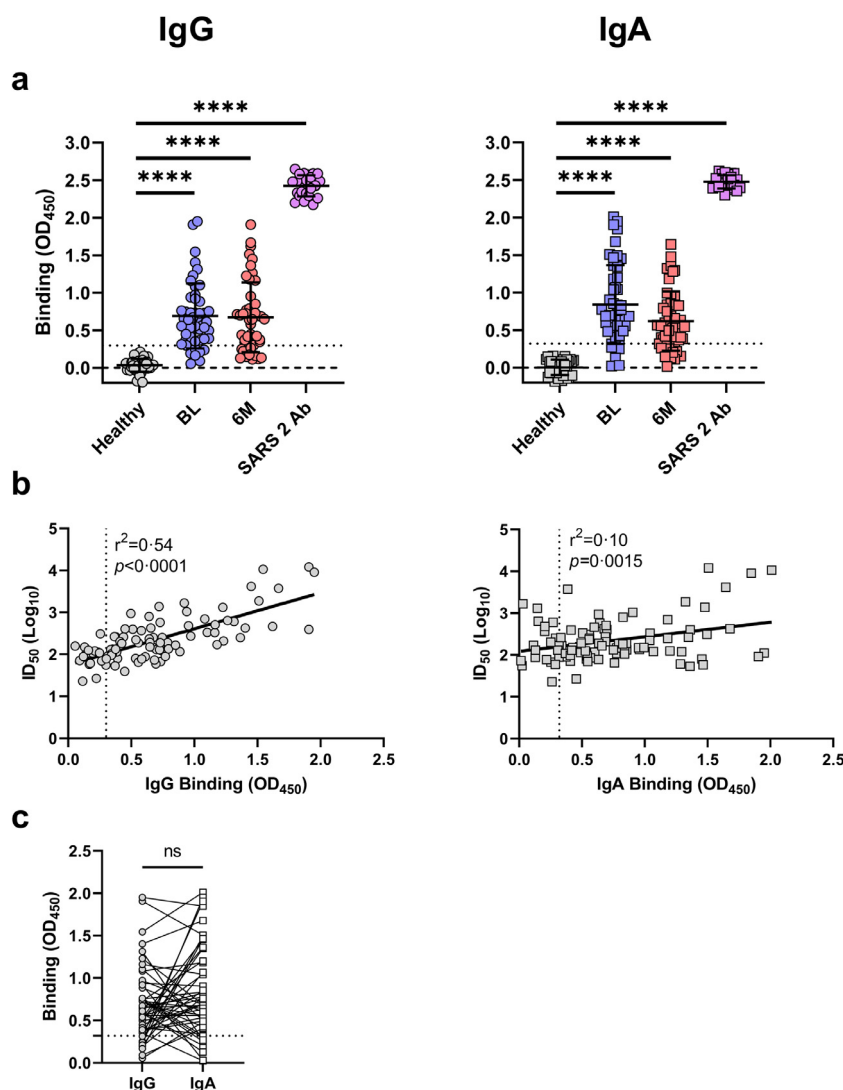 IgG
IgA
a
****
****
****
Binding (OD450)
3.0
2.5
2.0
1.5
1.0
0.5
0.0
Healthy
BL
6M
SARS 2 Ab
****
****
****
3.0
2.5
2.0
1.5
1.0
0.5
0.0
Healthy
BL
6M
SARS 2 Ab
b
ID50 (Log10)
5
4
3
2
1
0
r2=0·54
p<0·0001
0.0 0.5 1.0 1.5 2.0 2.5
IgG Binding (OD450)
ID50 (Log10)
5
4
3
2
1
0
r2=0·10
p=0·0015
0.0 0.5 1.0 1.5 2.0 2.5
IgA Binding (OD450)
c
ns
Binding (OD450)
2.5
2.0
1.5
1.0
0.5
0.0
IgG IgA